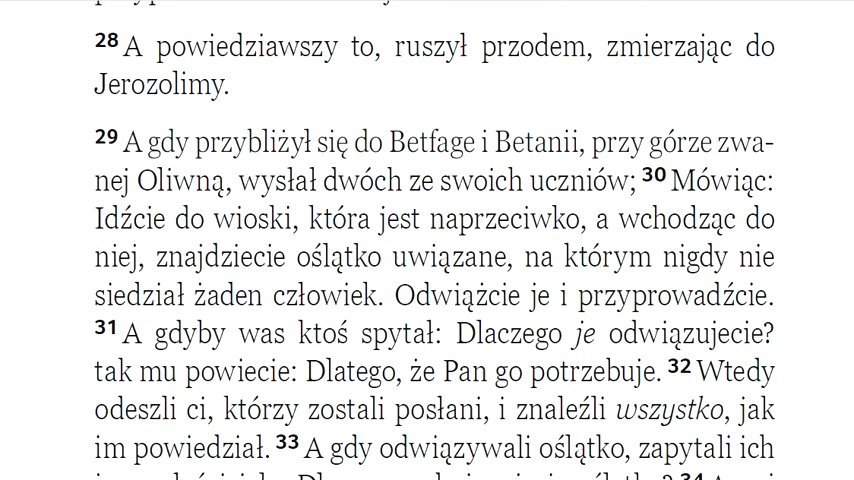 28 A powiedziawszy to, ruszył przodem, zmierzając do
Jerozolimy.
29 A gdy przybliżył się do Betfage i Betanii, przy górze zwa-
nej Oliwną, wysłał dwóch ze swoich uczniów; 30 Mówiąc:
Idźcie do wioski, która jest naprzeciwko, a wchodząc do
niej, znajdziecie oślątko uwiązane, na którym nigdy nie
siedział żaden człowiek. Odwiążcie je i przyprowadźcie.
31 A gdyby was ktoś spytał: Dlaczego je odwiązujecie?
tak mu powiecie: Dlatego, że Pan go potrzebuje. 32 Wtedy
odeszli ci, którzy zostali posłani, i znaleźli wszystko, jak
im powiedział. 33 A gdy odwiązywali oślątko, zapytali ich